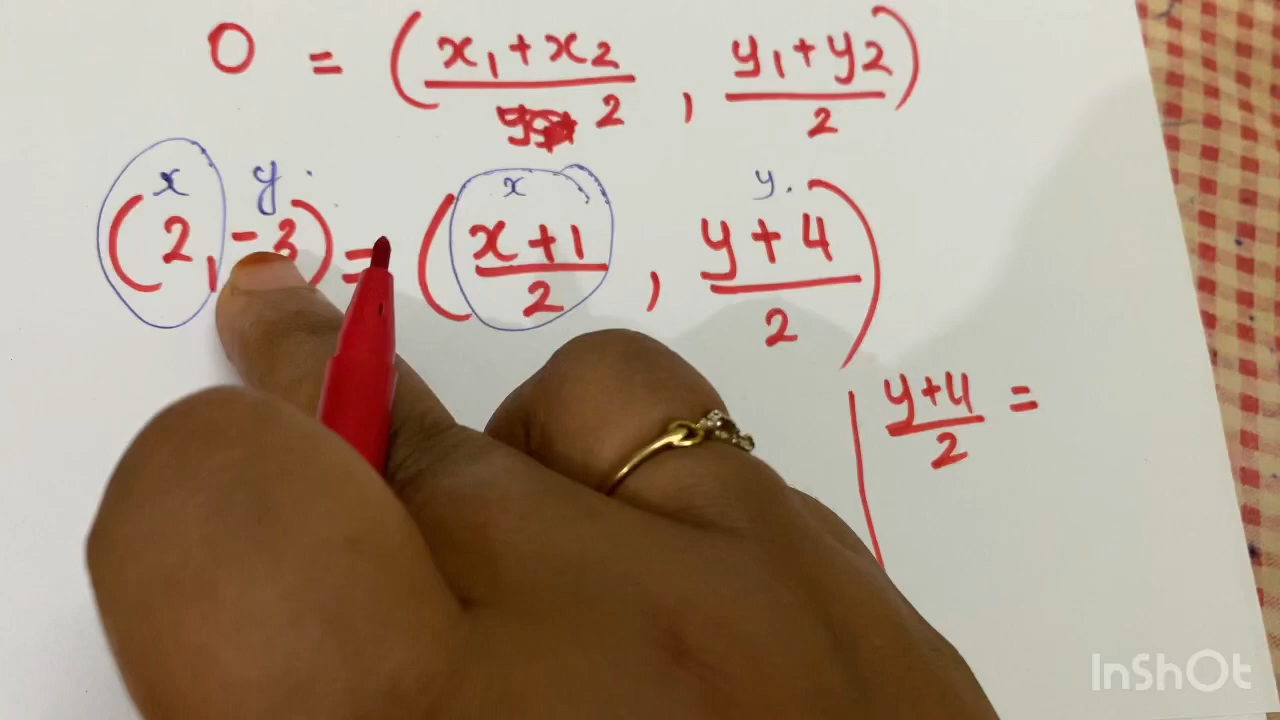 O = ( x₁ + x₂ / 2 , y₁ + y₂ / 2 )
x y . x y .
( 2 , -3 ) = ( x + 1 / 2 , y + 4 / 2 )
y + 4 / 2 =
InShOt